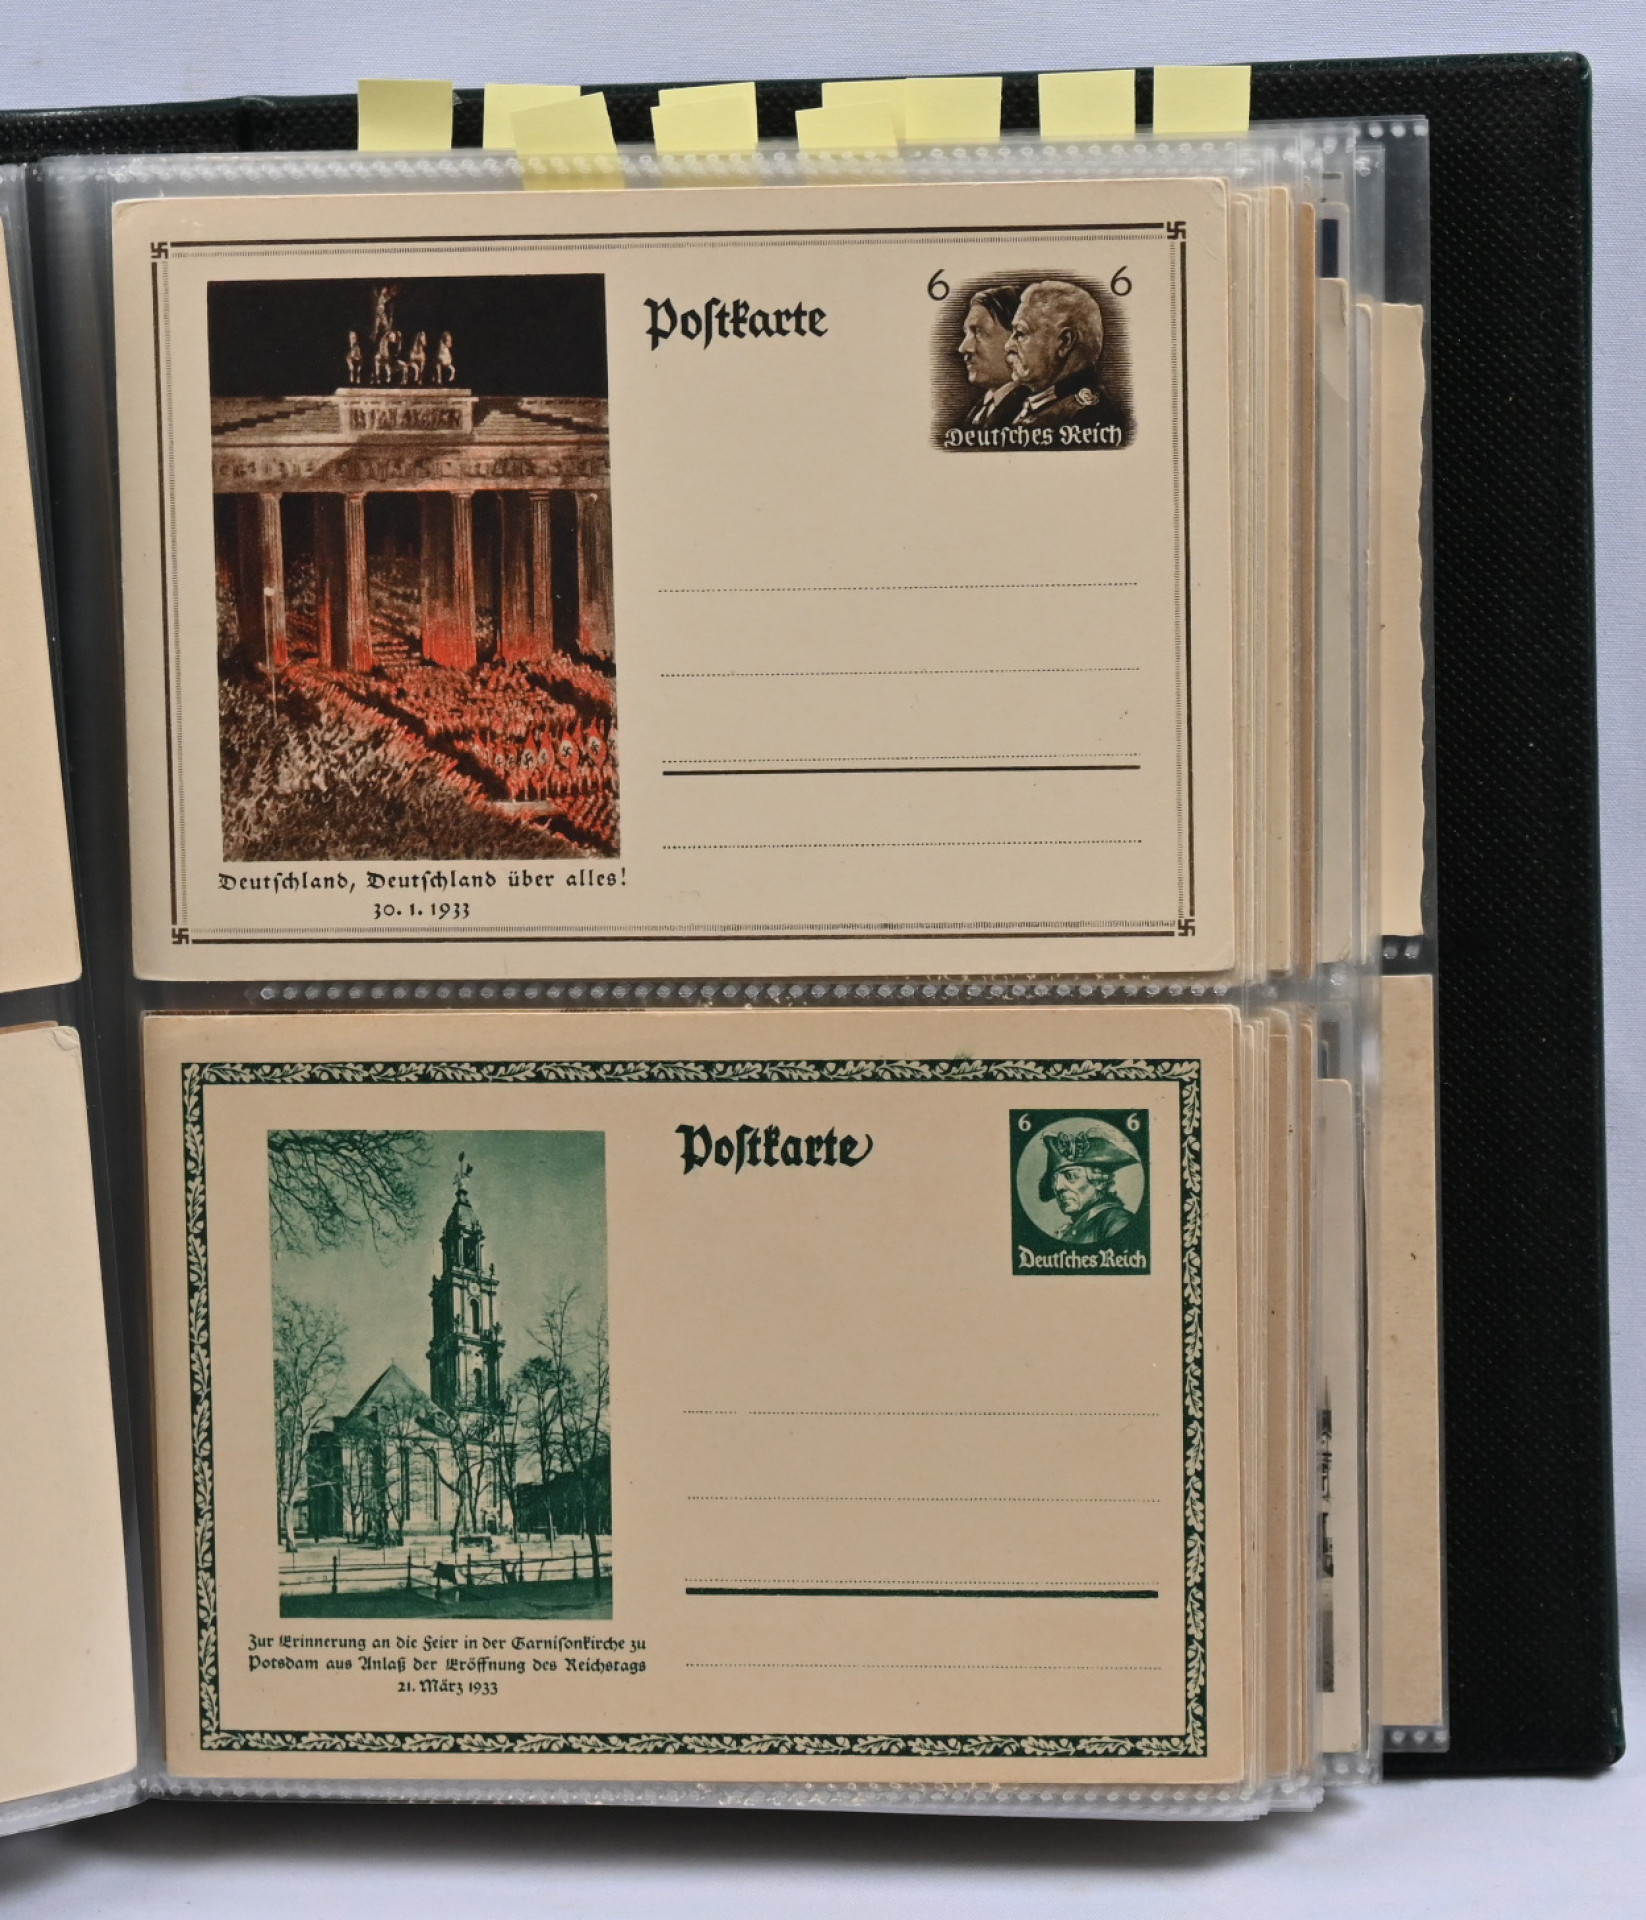 Postkarte
6 6
Deutsches Reich
Deutschland, Deutschland über alles!
30. 1. 1933
Postkarte
6 6
Deutsches Reich
Zur Erinnerung an die Feier in der Garnisonkirche zu
Potsdam aus Anlaß der Eröffnung des Reichstags
21. März 1933